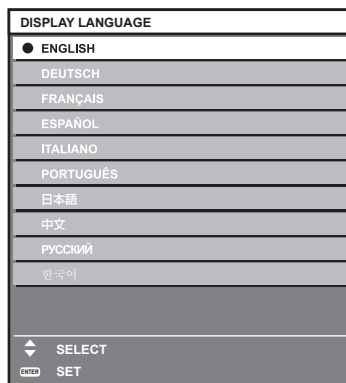 DISPLAY LANGUAGE
ENGLISH
DEUTSCH
FRANÇAIS
ESPAÑOL
ITALIANO
PORTUGUÊS
日本語
中文
РУССКИЙ
한국어
SELECT
ENTER SET